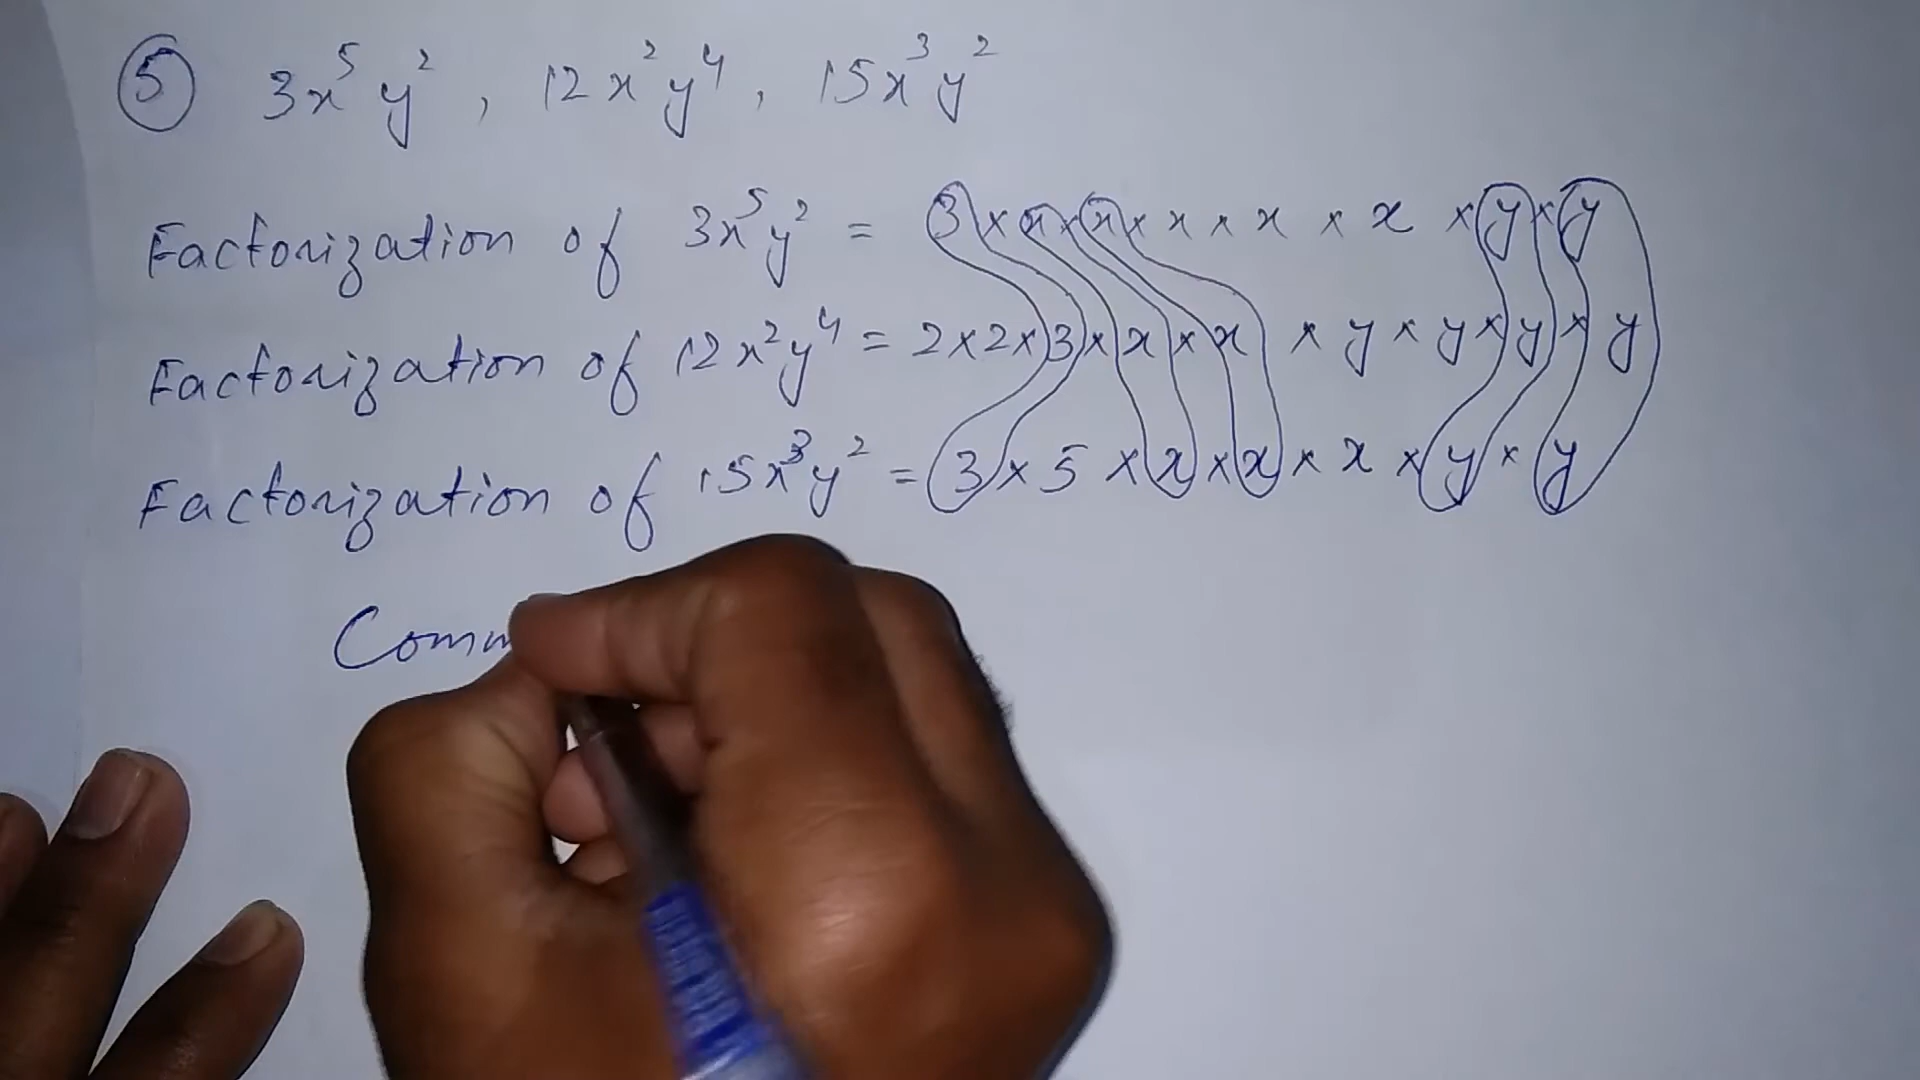 5 3x⁵y², 12x²y⁴, 15x³y²
Factorization of 3x⁵y² = 3 × x × x × x × x × x × y × y
Factorization of 12x²y⁴ = 2 × 2 × 3 × x × x × y × y × y × y
Factorization of 15x³y² = 3 × 5 × x × x × x × y × y
Comm